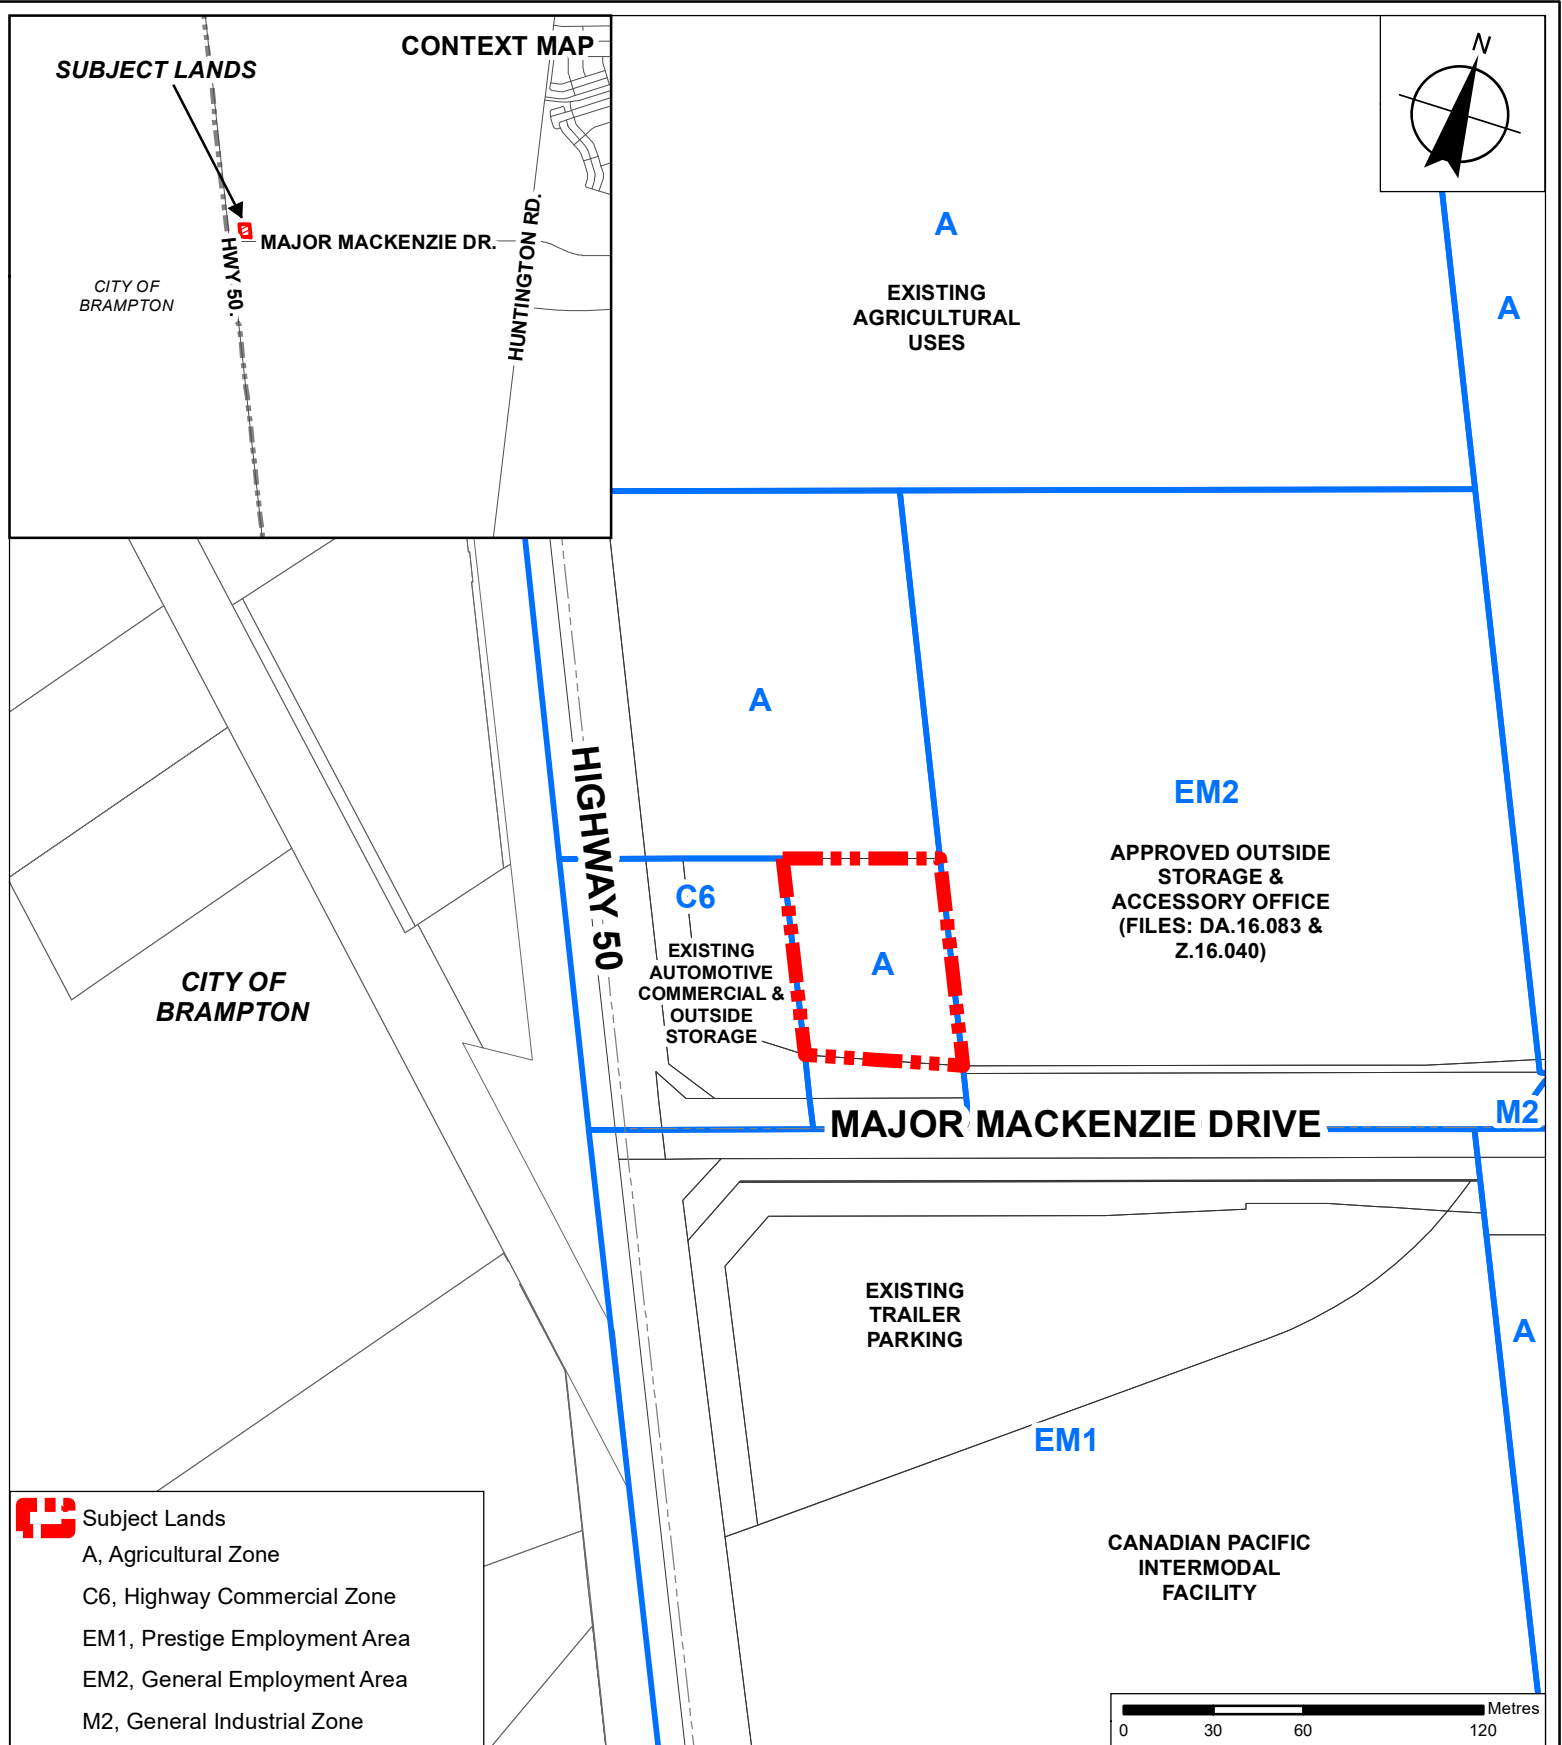 CONTEXT MAP
SUBJECT LANDS
MAJOR MACKENZIE DR.
HWY 50.
HUNTINGTON RD.
CITY OF
BRAMPTON
N
A
EXISTING
AGRICULTURAL
USES
A
A
HIGHWAY 50
EM2
APPROVED OUTSIDE
STORAGE &
ACCESSORY OFFICE
(FILES: DA.16.083 &
Z.16.040)
C6
EXISTING
AUTOMOTIVE
COMMERCIAL &
OUTSIDE
STORAGE
A
CITY OF
BRAMPTON
MAJOR MACKENZIE DRIVE
M2
EXISTING
TRAILER
PARKING
A
EM1
CANADIAN PACIFIC
INTERMODAL
FACILITY
Subject Lands
A, Agricultural Zone
C6, Highway Commercial Zone
EM1, Prestige Employment Area
EM2, General Employment Area
M2, General Industrial Zone
Metres
0 30 60 120